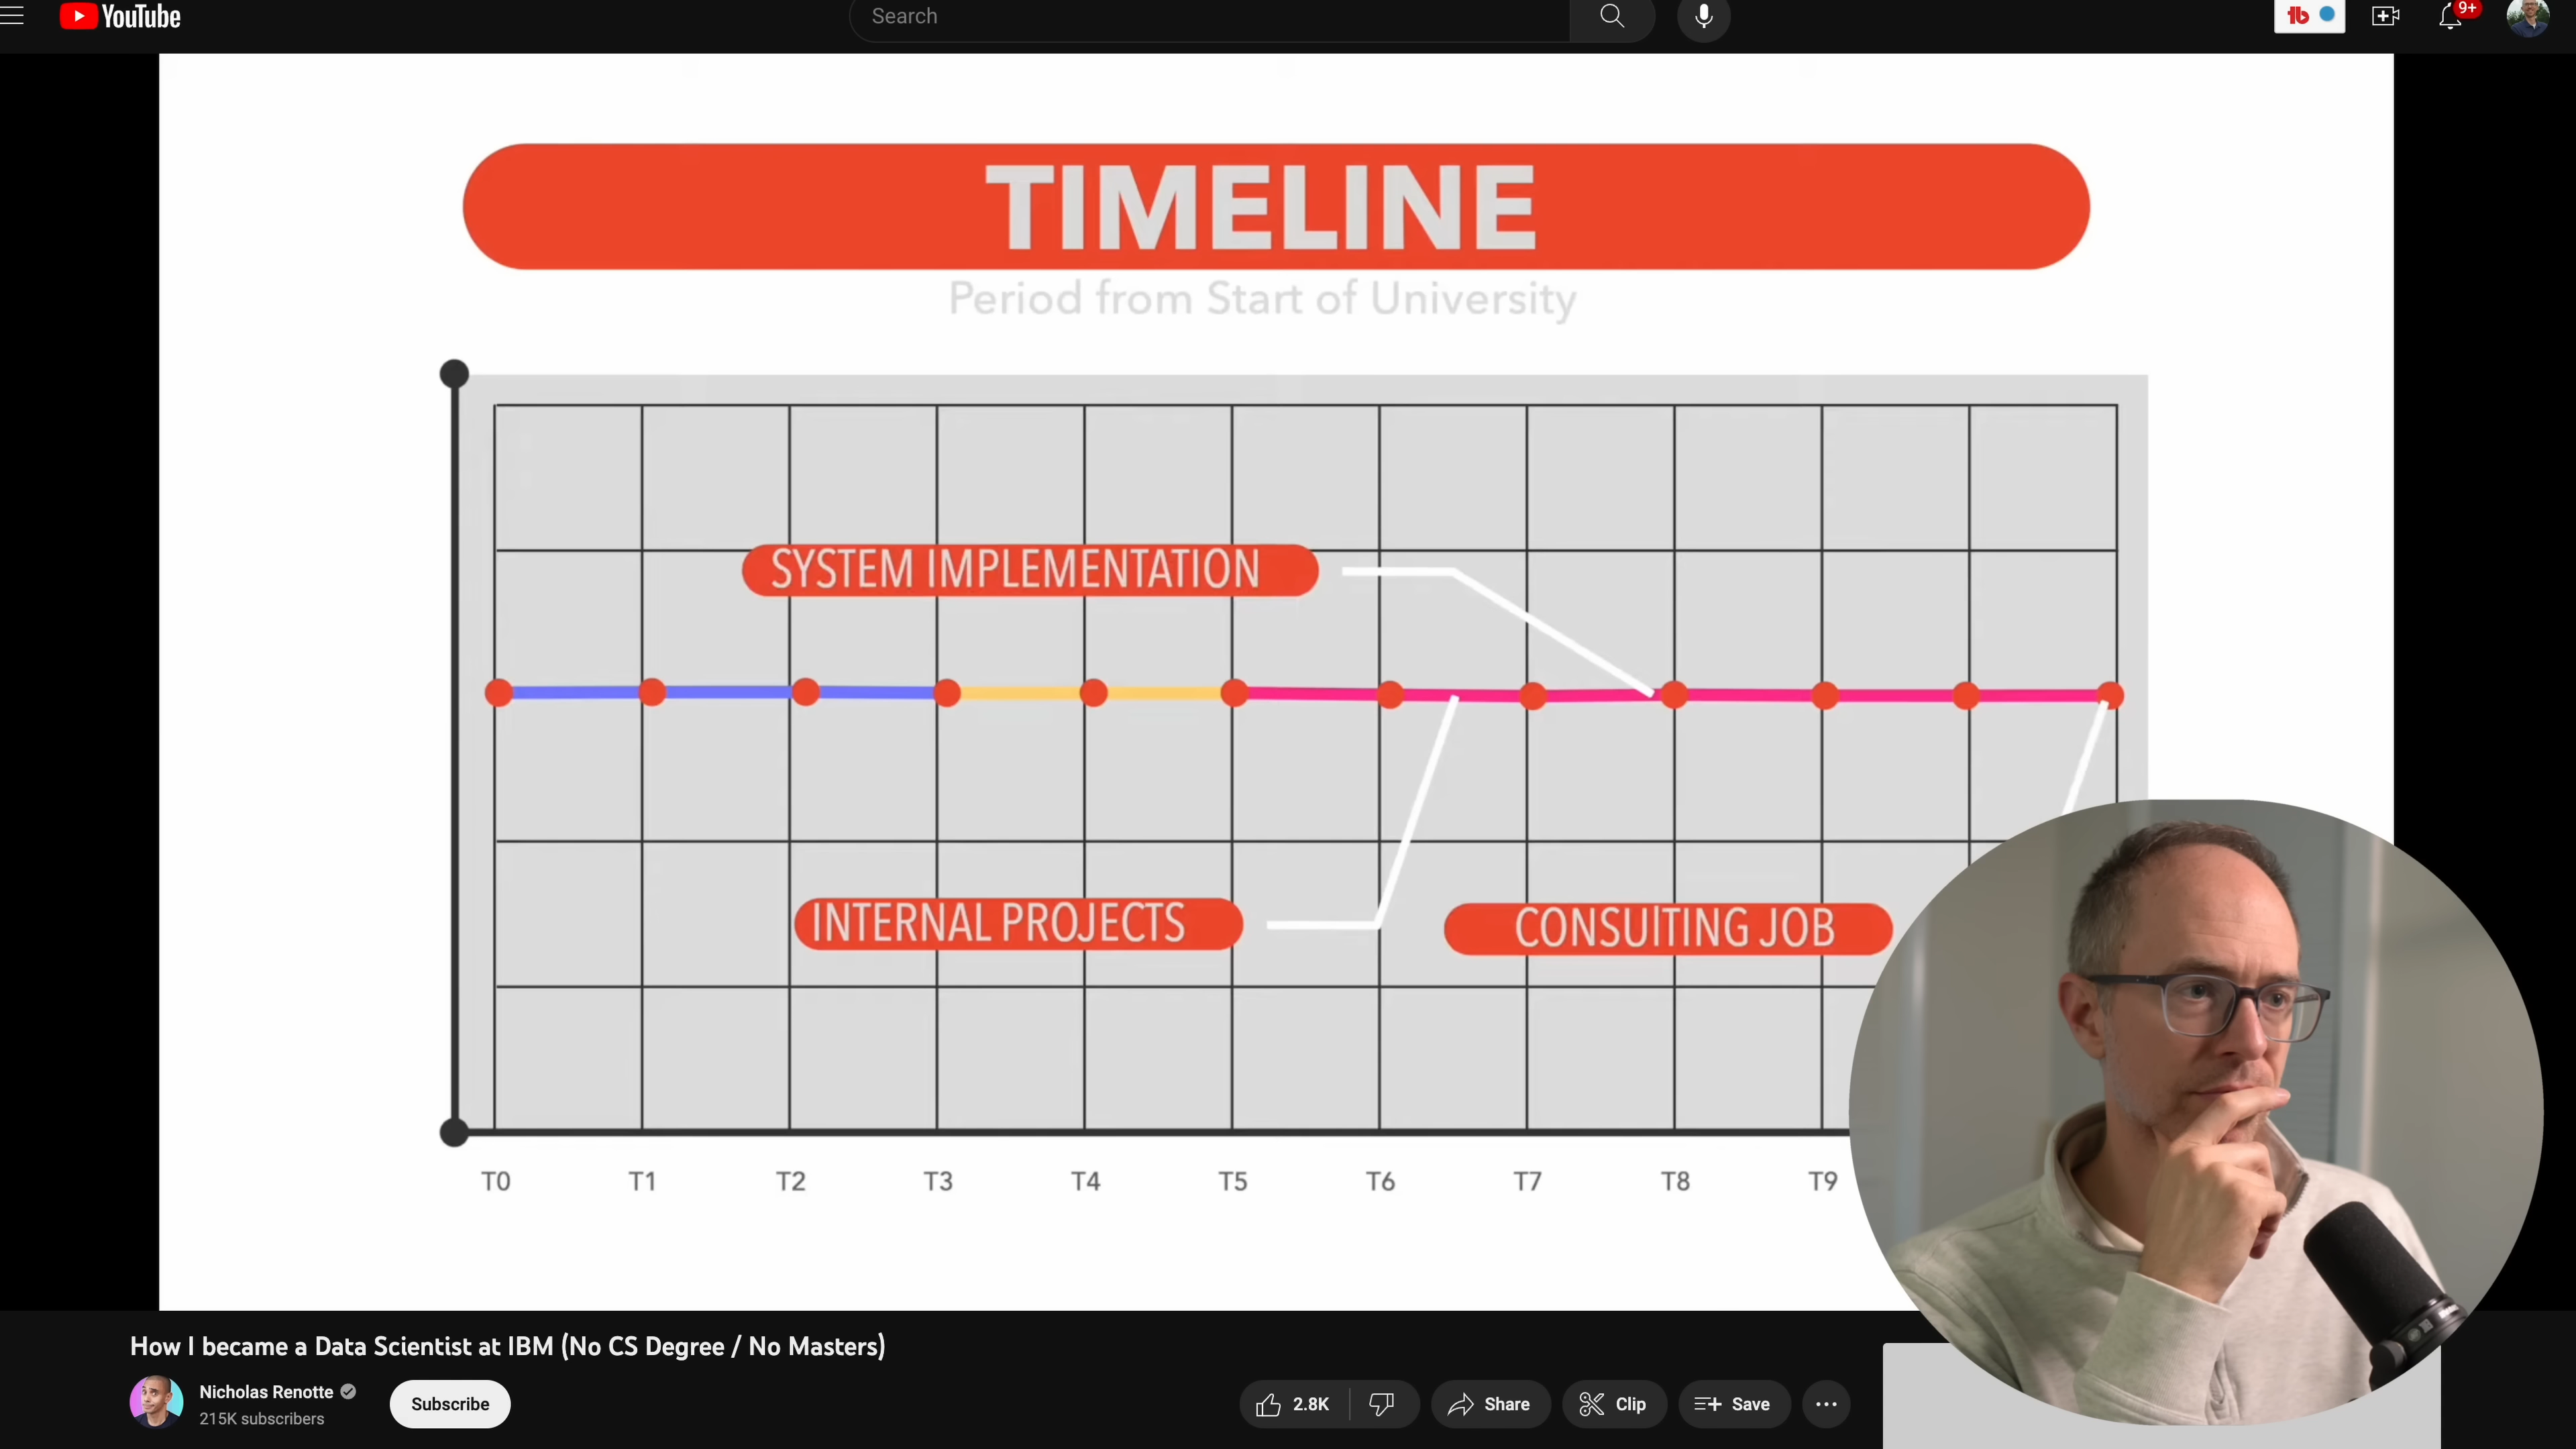 YouTube
Search
9+
TIMELINE
Period from Start of University
SYSTEM IMPLEMENTATION
INTERNAL PROJECTS
CONSUlTING JOB
T0 T1 T2 T3 T4 T5 T6 T7 T8 T9
How I became a Data Scientist at IBM (No CS Degree / No Masters)
Nicholas Renotte
215K subscribers
Subscribe
2.8K
Share
Clip
Save